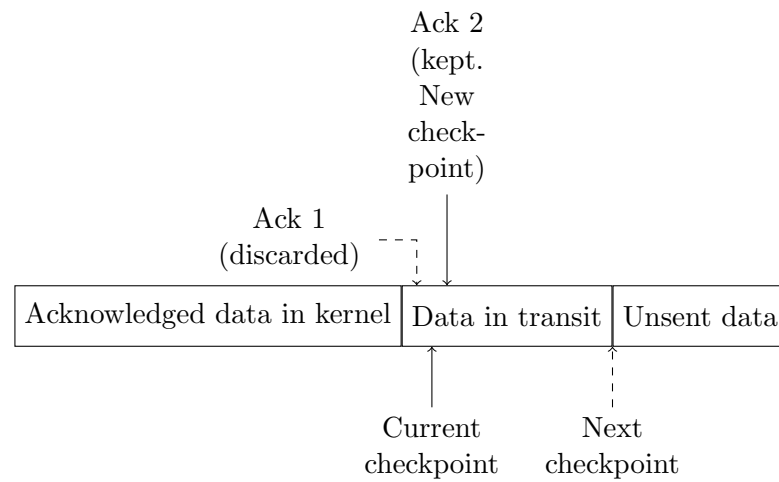 Ack 2
(kept.
New
check-
point)
Ack 1
(discarded)
Acknowledged data in kernel
Data in transit
Unsent data
Current
checkpoint
Next
checkpoint